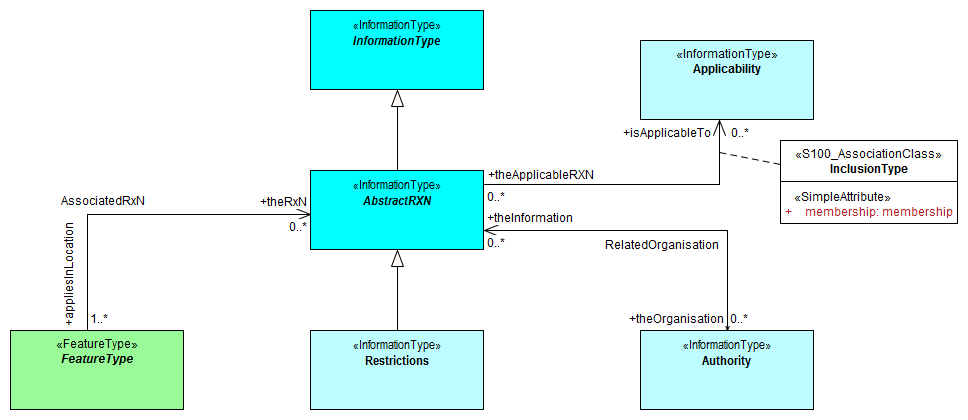 «InformationType»
InformationType
«InformationType»
Applicability
+isApplicableTo
0..*
«S100_AssociationClass»
InclusionType
«SimpleAttribute»
+ membership: membership
«InformationType»
AbstractRXN
+theApplicableRXN
0..*
AssociatedRxN
+theRxN
0..*
+theInformation
0..*
RelatedOrganisation
+appliesInLocation
1..*
+theOrganisation
0..*
«FeatureType»
FeatureType
«InformationType»
Restrictions
«InformationType»
Authority